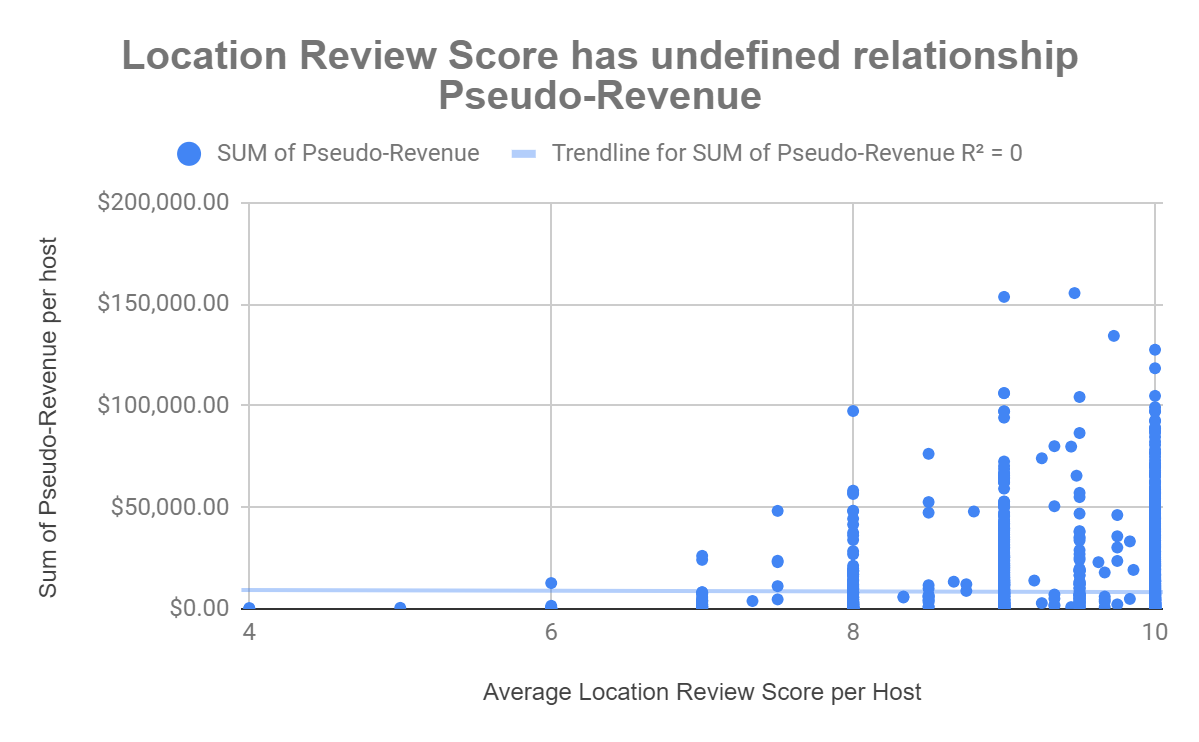 Location Review Score has undefined relationship
Pseudo-Revenue
SUM of Pseudo-Revenue
Trendline for SUM of Pseudo-Revenue R² = 0
Sum of Pseudo-Revenue per host
$200,000.00
$150,000.00
$100,000.00
$50,000.00
$0.00
4
6
8
10
Average Location Review Score per Host